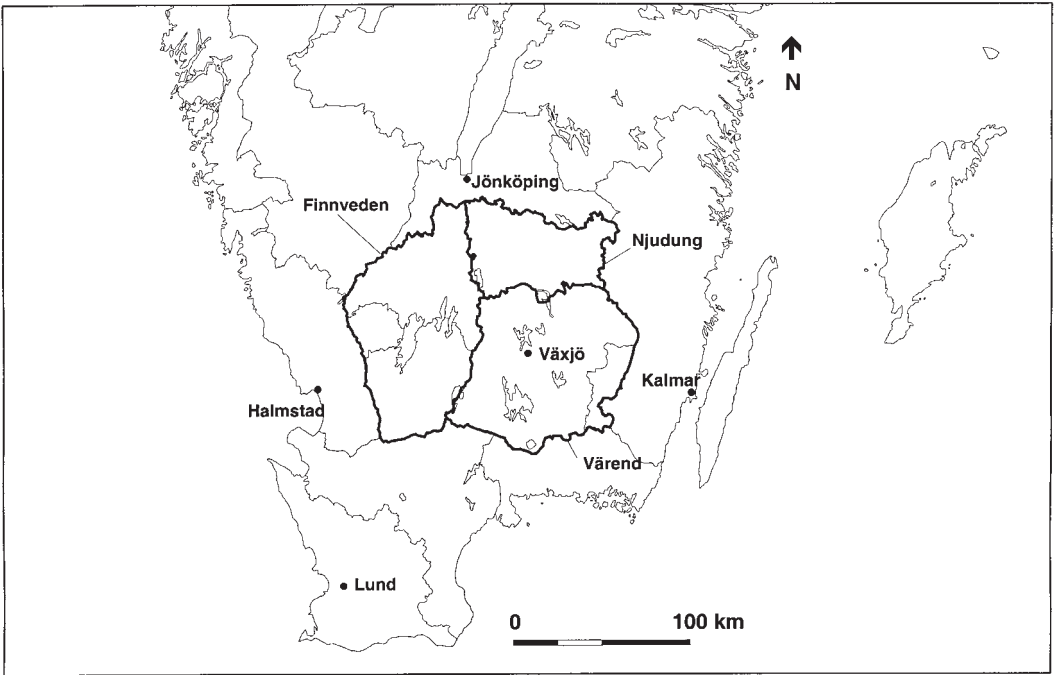 N
Jönköping
Finnveden
Njudung
Växjö
Kalmar
Halmstad
Värend
Lund
0 100 km